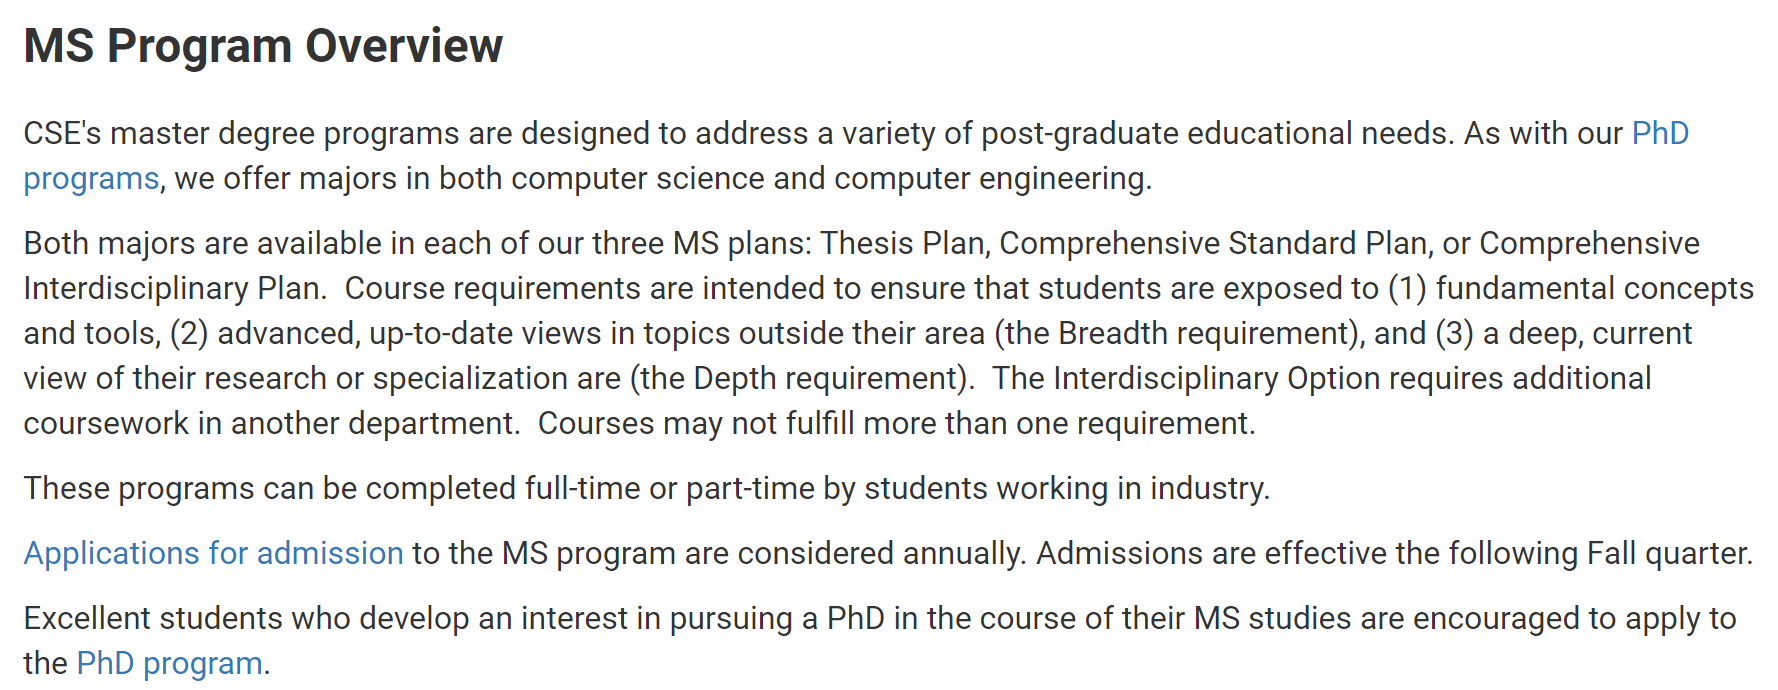 MS Program Overview
CSE's master degree programs are designed to address a variety of post-graduate educational needs. As with our PhD
programs, we offer majors in both computer science and computer engineering.
Both majors are available in each of our three MS plans: Thesis Plan, Comprehensive Standard Plan, or Comprehensive
Interdisciplinary Plan.  Course requirements are intended to ensure that students are exposed to (1) fundamental concepts
and tools, (2) advanced, up-to-date views in topics outside their area (the Breadth requirement), and (3) a deep, current
view of their research or specialization are (the Depth requirement).  The Interdisciplinary Option requires additional
coursework in another department.  Courses may not fulfill more than one requirement.
These programs can be completed full-time or part-time by students working in industry.
Applications for admission to the MS program are considered annually. Admissions are effective the following Fall quarter.
Excellent students who develop an interest in pursuing a PhD in the course of their MS studies are encouraged to apply to
the PhD program.